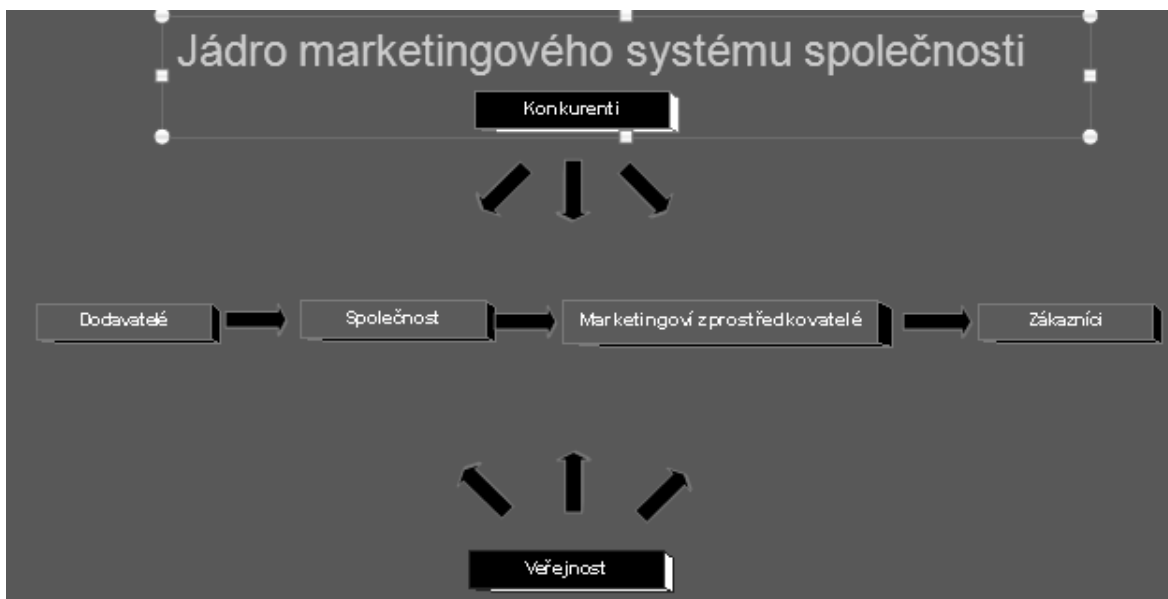 Jádro marketingového systému společnosti
Konkurenti
Dodavatelé
Společnost
Marketingoví zprostředkovatelé
Zákazníci
Veřejnost